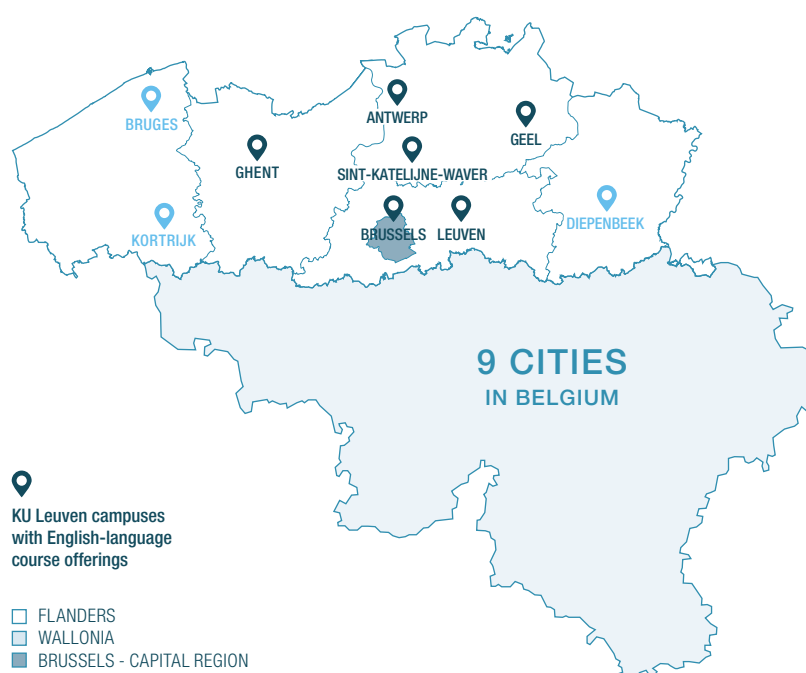 ANTWERP
BRUGES
GEEL
GHENT
SINT-KATELIJNE-WAVER
DIEPENBEEK
KORTRIJK
BRUSSELS
LEUVEN
9 CITIES
IN BELGIUM
KU Leuven campuses
with English-language
course offerings
FLANDERS
WALLONIA
BRUSSELS - CAPITAL REGION